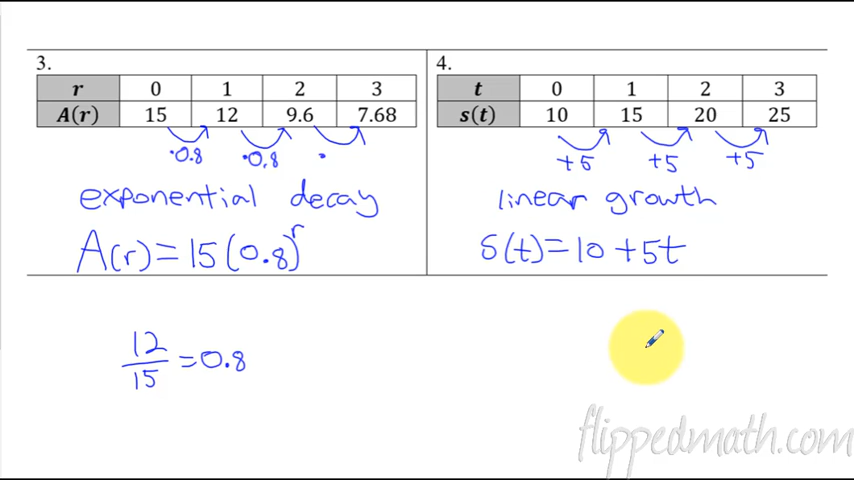 3.
r 0 1 2 3
A(r) 15 12 9.6 7.68
·0.8 ·0.8 ·
exponential decay
A(r)=15(0.8)^r
12/15=0.8
4.
t 0 1 2 3
s(t) 10 15 20 25
+5 +5 +5
linear growth
s(t)=10+5t
flippedmath.com